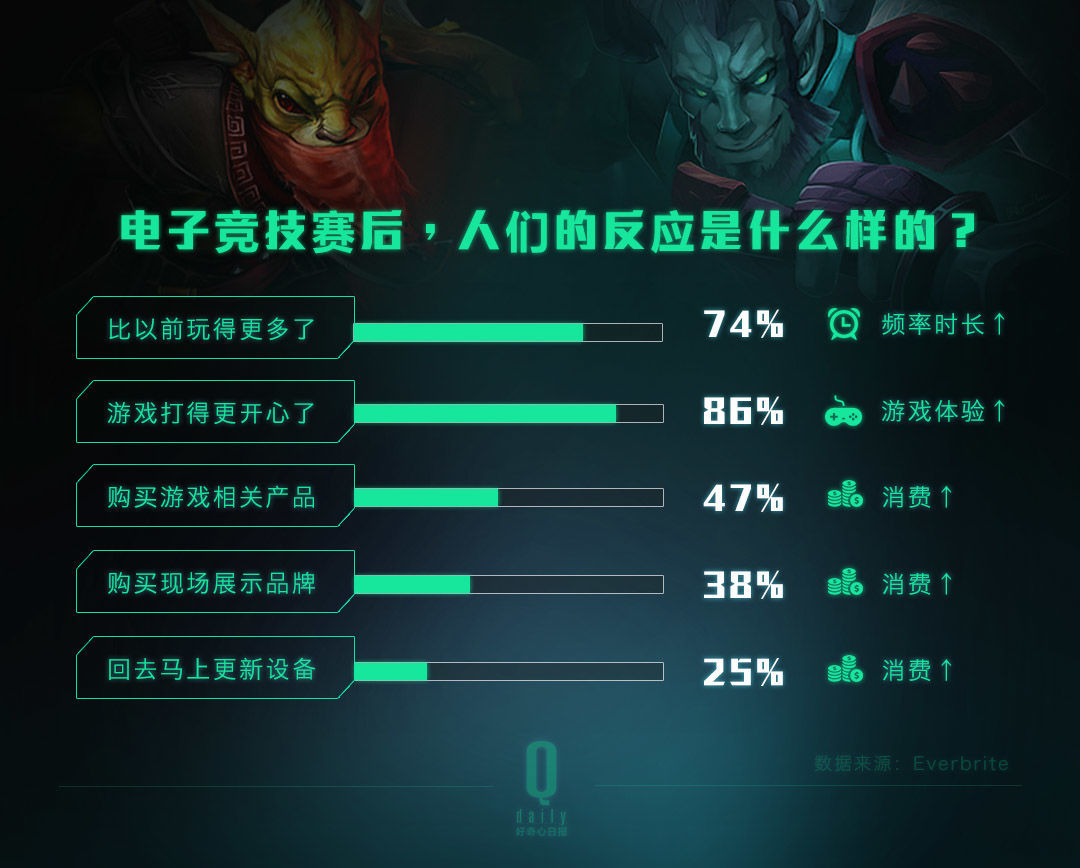 电子竞技赛后，人们的反应是什么样的？
比以前玩得更多了 74% 频率时长↑
游戏打得更开心了 86% 游戏体验↑
购买游戏相关产品 47% 消费↑
购买现场展示品牌 38% 消费↑
回去马上更新设备 25% 消费↑
数据来源：Everbrite
Q
daily
好奇心日报